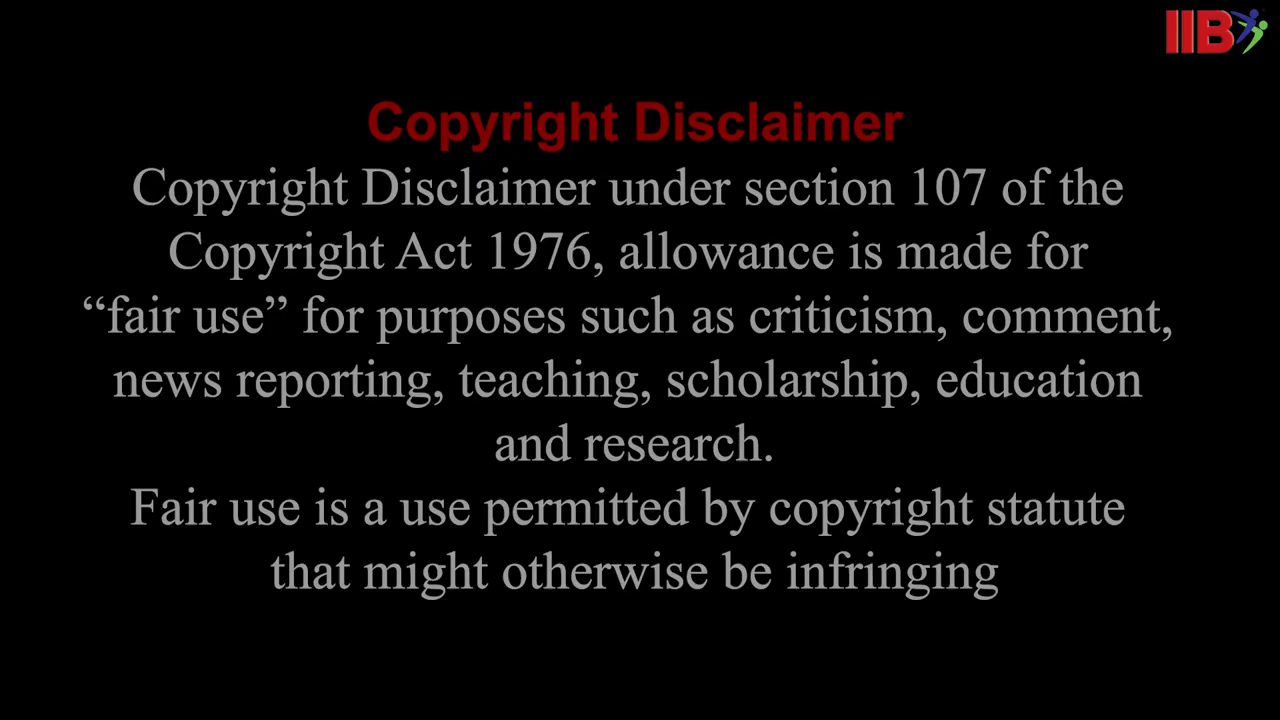 IIB
Copyright Disclaimer
Copyright Disclaimer under section 107 of the
Copyright Act 1976, allowance is made for
“fair use” for purposes such as criticism, comment,
news reporting, teaching, scholarship, education
and research.
Fair use is a use permitted by copyright statute
that might otherwise be infringing